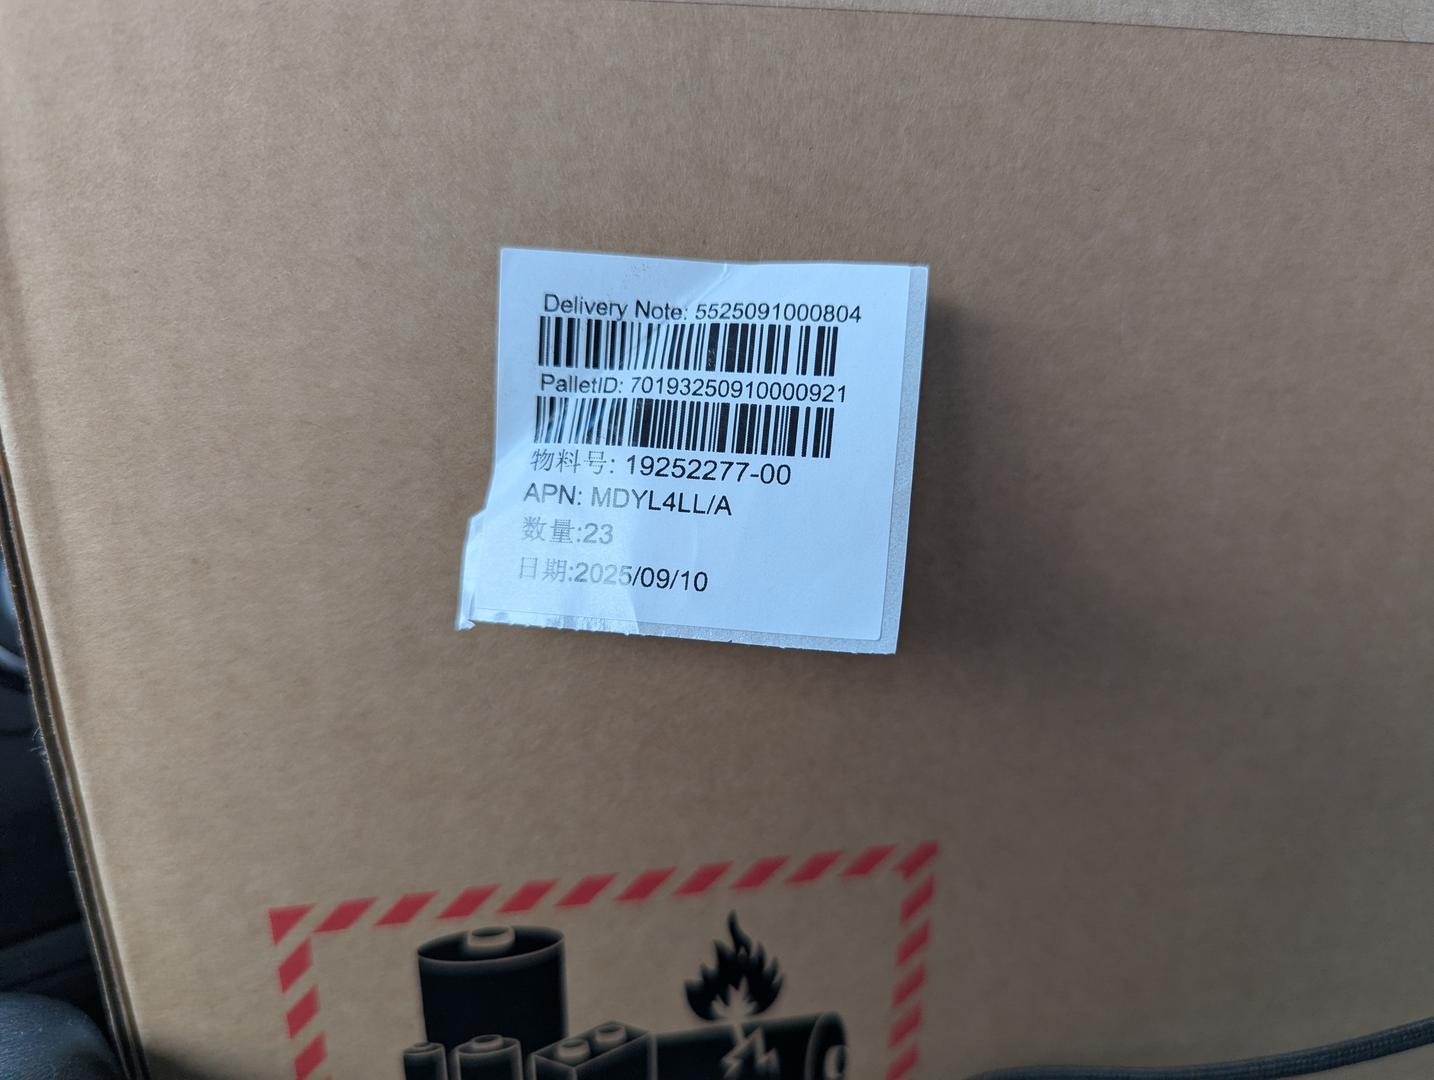 Delivery Note: 5525091000804
PalletID: 70193250910000921
物料号: 19252277-00
APN: MDYL4LL/A
数量:23
日期:2025/09/10